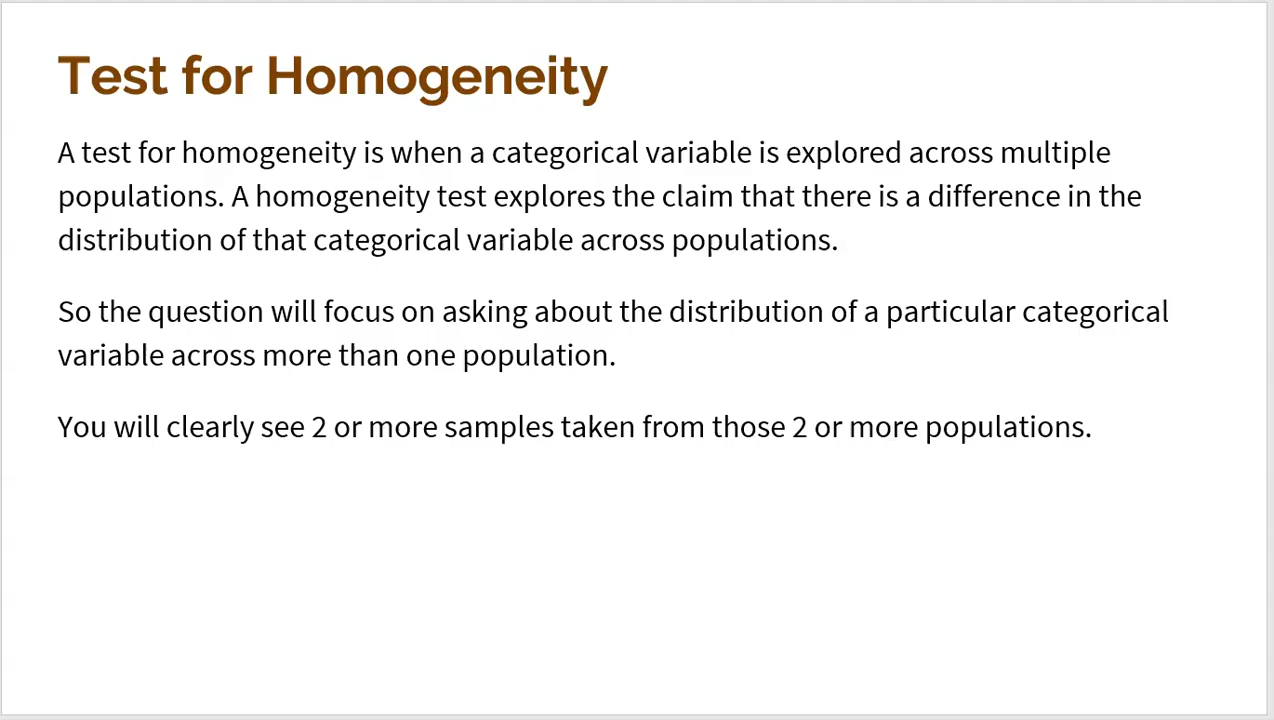 Test for Homogeneity
A test for homogeneity is when a categorical variable is explored across multiple
populations. A homogeneity test explores the claim that there is a difference in the
distribution of that categorical variable across populations.
So the question will focus on asking about the distribution of a particular categorical
variable across more than one population.
You will clearly see 2 or more samples taken from those 2 or more populations.